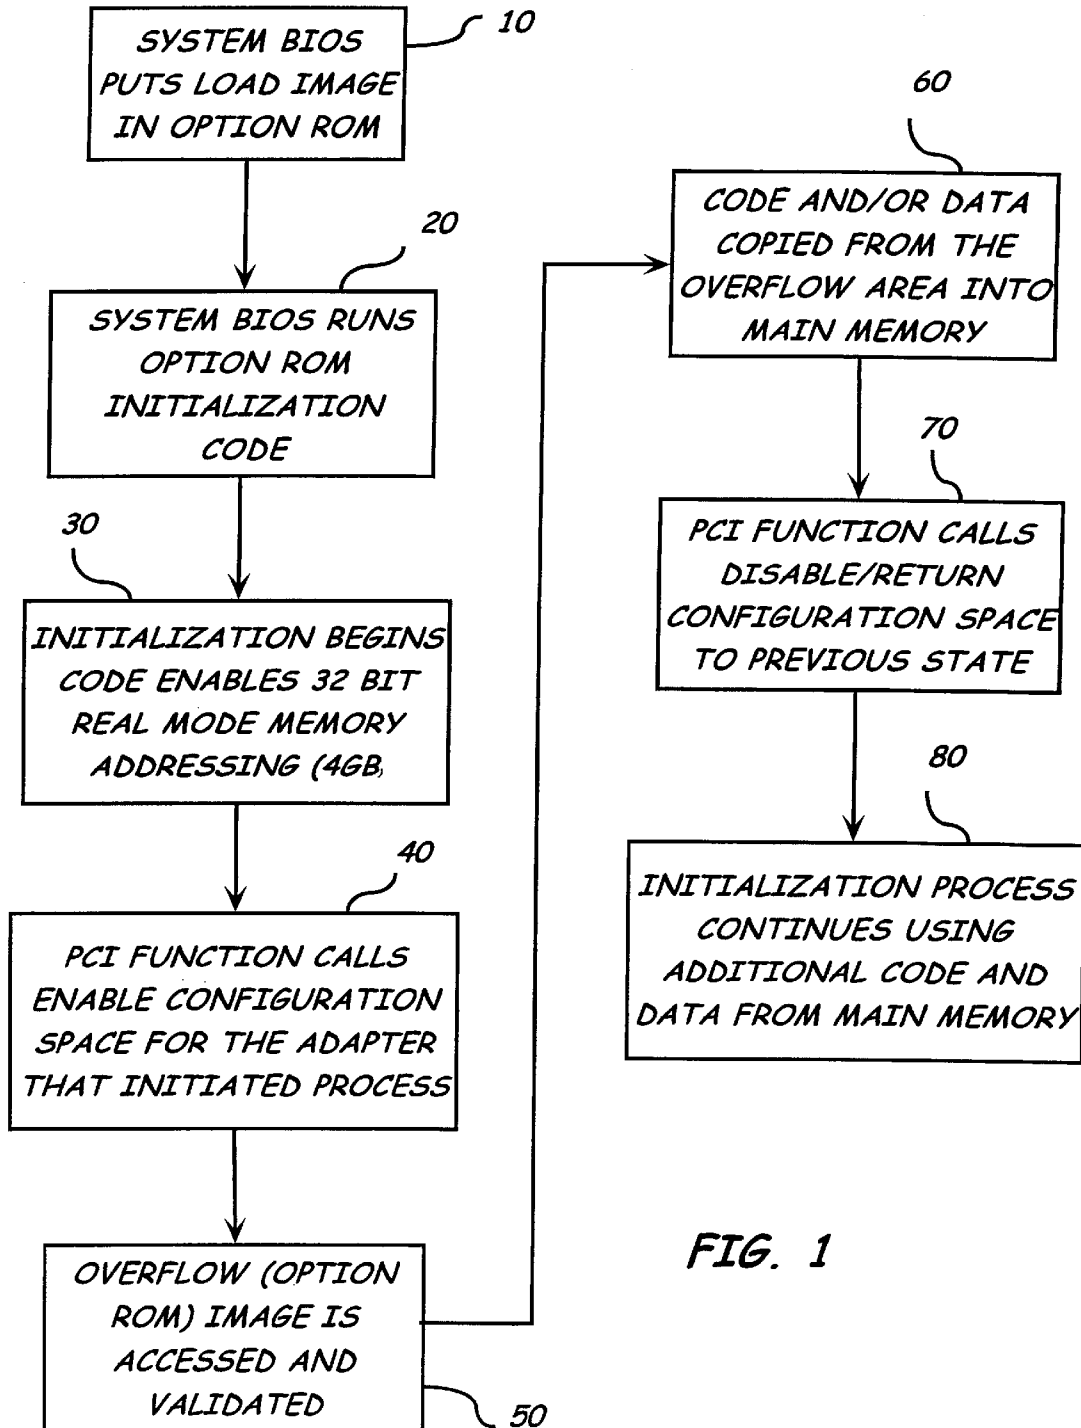 10
SYSTEM BIOS
PUTS LOAD IMAGE
IN OPTION ROM
20
SYSTEM BIOS RUNS
OPTION ROM
INITIALIZATION
CODE
30
INITIALIZATION BEGINS
CODE ENABLES 32 BIT
REAL MODE MEMORY
ADDRESSING (4GB)
40
PCI FUNCTION CALLS
ENABLE CONFIGURATION
SPACE FOR THE ADAPTER
THAT INITIATED PROCESS
OVERFLOW (OPTION
ROM) IMAGE IS
ACCESSED AND
VALIDATED
50
60
CODE AND/OR DATA
COPIED FROM THE
OVERFLOW AREA INTO
MAIN MEMORY
70
PCI FUNCTION CALLS
DISABLE/RETURN
CONFIGURATION SPACE
TO PREVIOUS STATE
80
INITIALIZATION PROCESS
CONTINUES USING
ADDITIONAL CODE AND
DATA FROM MAIN MEMORY
FIG. 1